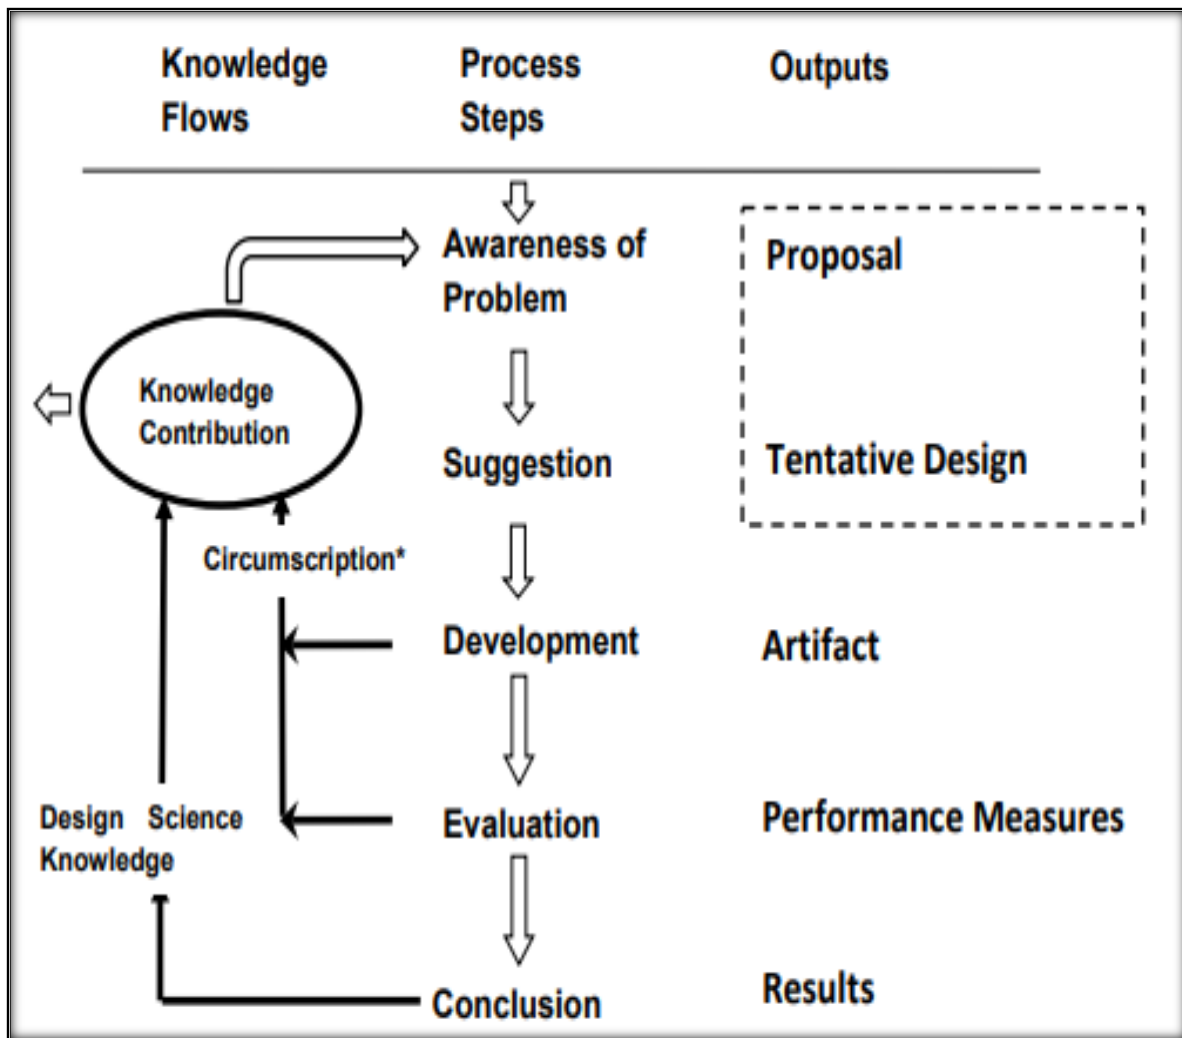 Knowledge
Flows
Process
Steps
Outputs
Awareness of
Problem
Proposal
Knowledge
Contribution
Suggestion
Tentative Design
Circumscription*
Development
Artifact
Design Science
Knowledge
Evaluation
Performance Measures
Conclusion
Results